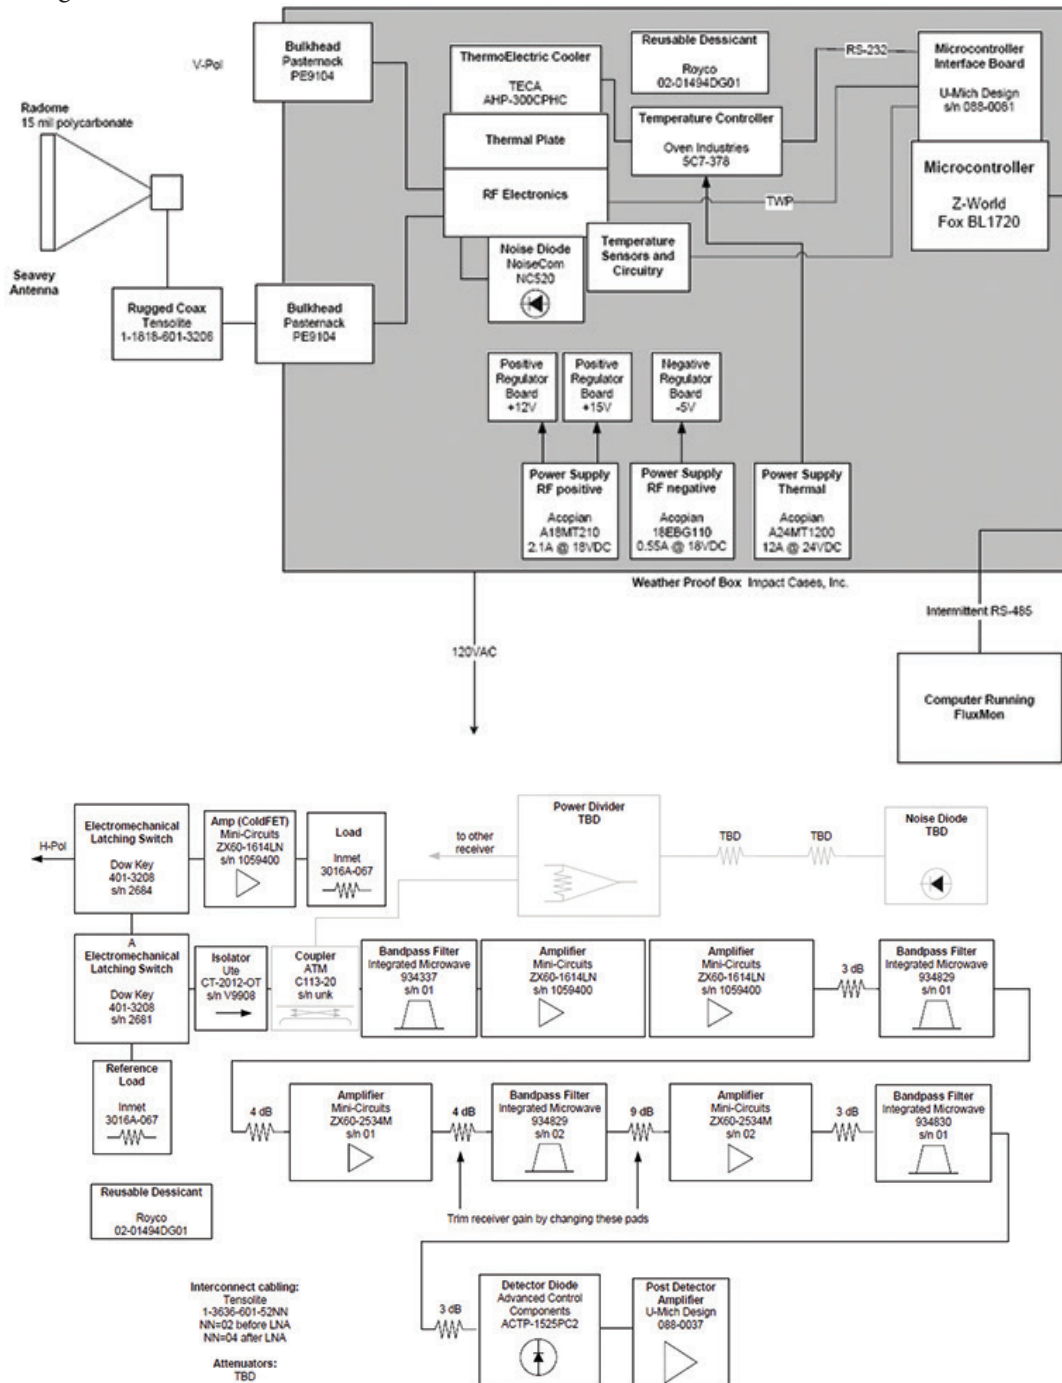 V-Pol
Bulkhead
Pasternack
PE9104
ThermoElectric Cooler
TECA
AHP-300CPHC
Thermal Plate
RF Electronics
Reusable Dessicant
Royco
02-01494DG01
RS-232
Microcontroller
Interface Board
U-Mich Design
s/n 088-0061
Temperature Controller
Oven Industries
5C7-378
Microcontroller
Z-World
Fox BL1720
Radome
15 mil polycarbonate
TWP
Seavey
Antenna
Rugged Coax
Tensolite
1-1818-601-3206
Bulkhead
Pasternack
PE9104
Noise Diode
NoiseCom
NC520
Temperature
Sensors and
Circuitry
Positive
Regulator
Board
+12V
Positive
Regulator
Board
+15V
Negative
Regulator
Board
-5V
Power Supply
RF positive
Acopian
A18MT210
2.1A @ 18VDC
Power Supply
RF negative
Acopian
18EBG110
0.55A @ 18VDC
Power Supply
Thermal
Acopian
A24MT1200
12A @ 24VDC
Weather Proof Box Impact Cases, Inc.
Intermittent RS-485
120VAC
Computer Running
FluxMon
H-Pol
Electromechanical
Latching Switch
Dow Key
401-3208
s/n 2684
Amp (ColdFET)
Mini-Circuits
ZX60-1614LN
s/n 1059400
Load
Inmet
3016A-067
to other
receiver
Power Divider
TBD
TBD
TBD
Noise Diode
TBD
A
Electromechanical
Latching Switch
Dow Key
401-3208
s/n 2681
Isolator
Ute
CT-2012-OT
s/n V9908
Coupler
ATM
C113-20
s/n unk
Bandpass Filter
Integrated Microwave
934337
s/n 01
Amplifier
Mini-Circuits
ZX60-1614LN
s/n 1059400
Amplifier
Mini-Circuits
ZX60-1614LN
s/n 1059400
3 dB
Bandpass Filter
Integrated Microwave
934829
s/n 01
Reference
Load
Inmet
3016A-067
4 dB
Amplifier
Mini-Circuits
ZX60-2534M
s/n 01
4 dB
Bandpass Filter
Integrated Microwave
934829
s/n 02
9 dB
Amplifier
Mini-Circuits
ZX60-2534M
s/n 02
3 dB
Bandpass Filter
Integrated Microwave
934830
s/n 01
Trim receiver gain by changing these pads
Reusable Dessicant
Royco
02-01494DG01
Interconnect cabling:
Tensolite
1-3636-601-52NN
NN=02 before LNA
NN=04 after LNA
Attenuators:
TBD
3 dB
Detector Diode
Advanced Control
Components
ACTP-1525PC2
Post Detector
Amplifier
U-Mich Design
088-0037